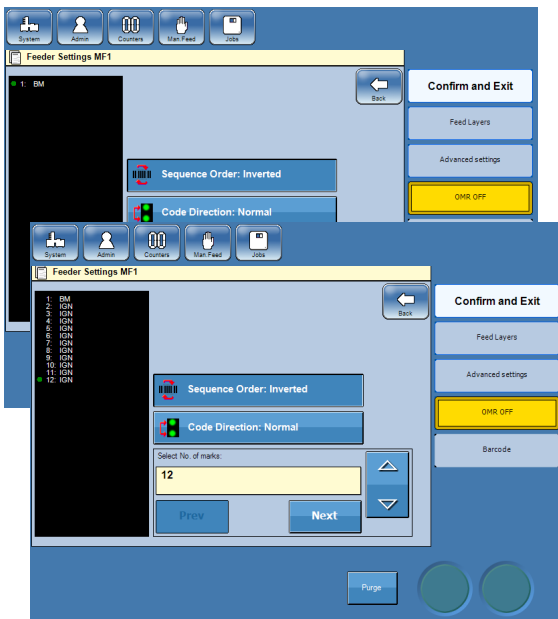 System
Admin
Counters
Man.Feed
Jobs
Feeder Settings MF1
1: BM
Back
Confirm and Exit
Feed Layers
Advanced settings
OMR OFF
Sequence Order: Inverted
Code Direction: Normal
System
Admin
Counters
Man.Feed
Jobs
Feeder Settings MF1
1: BM
2: IGN
3: IGN
4: IGN
5: IGN
6: IGN
7: IGN
8: IGN
9: IGN
10: IGN
11: IGN
12: IGN
Back
Confirm and Exit
Feed Layers
Advanced settings
OMR OFF
Barcode
Sequence Order: Inverted
Code Direction: Normal
Select No. of marks:
12
Prev
Next
Purge